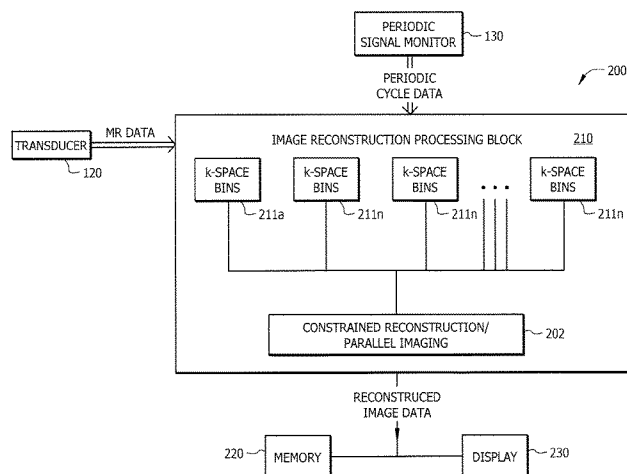 PERIODIC
SIGNAL MONITOR
130
PERIODIC
CYCLE DATA
200
MR DATA
TRANSDUCER
120
IMAGE RECONSTRUCTION PROCESSING BLOCK
210
k-SPACE
BINS
211a
k-SPACE
BINS
211n
k-SPACE
BINS
211n
k-SPACE
BINS
211n
CONSTRAINED RECONSTRUCTION/
PARALLEL IMAGING
202
RECONSTRUCED
IMAGE DATA
220
MEMORY
DISPLAY
230